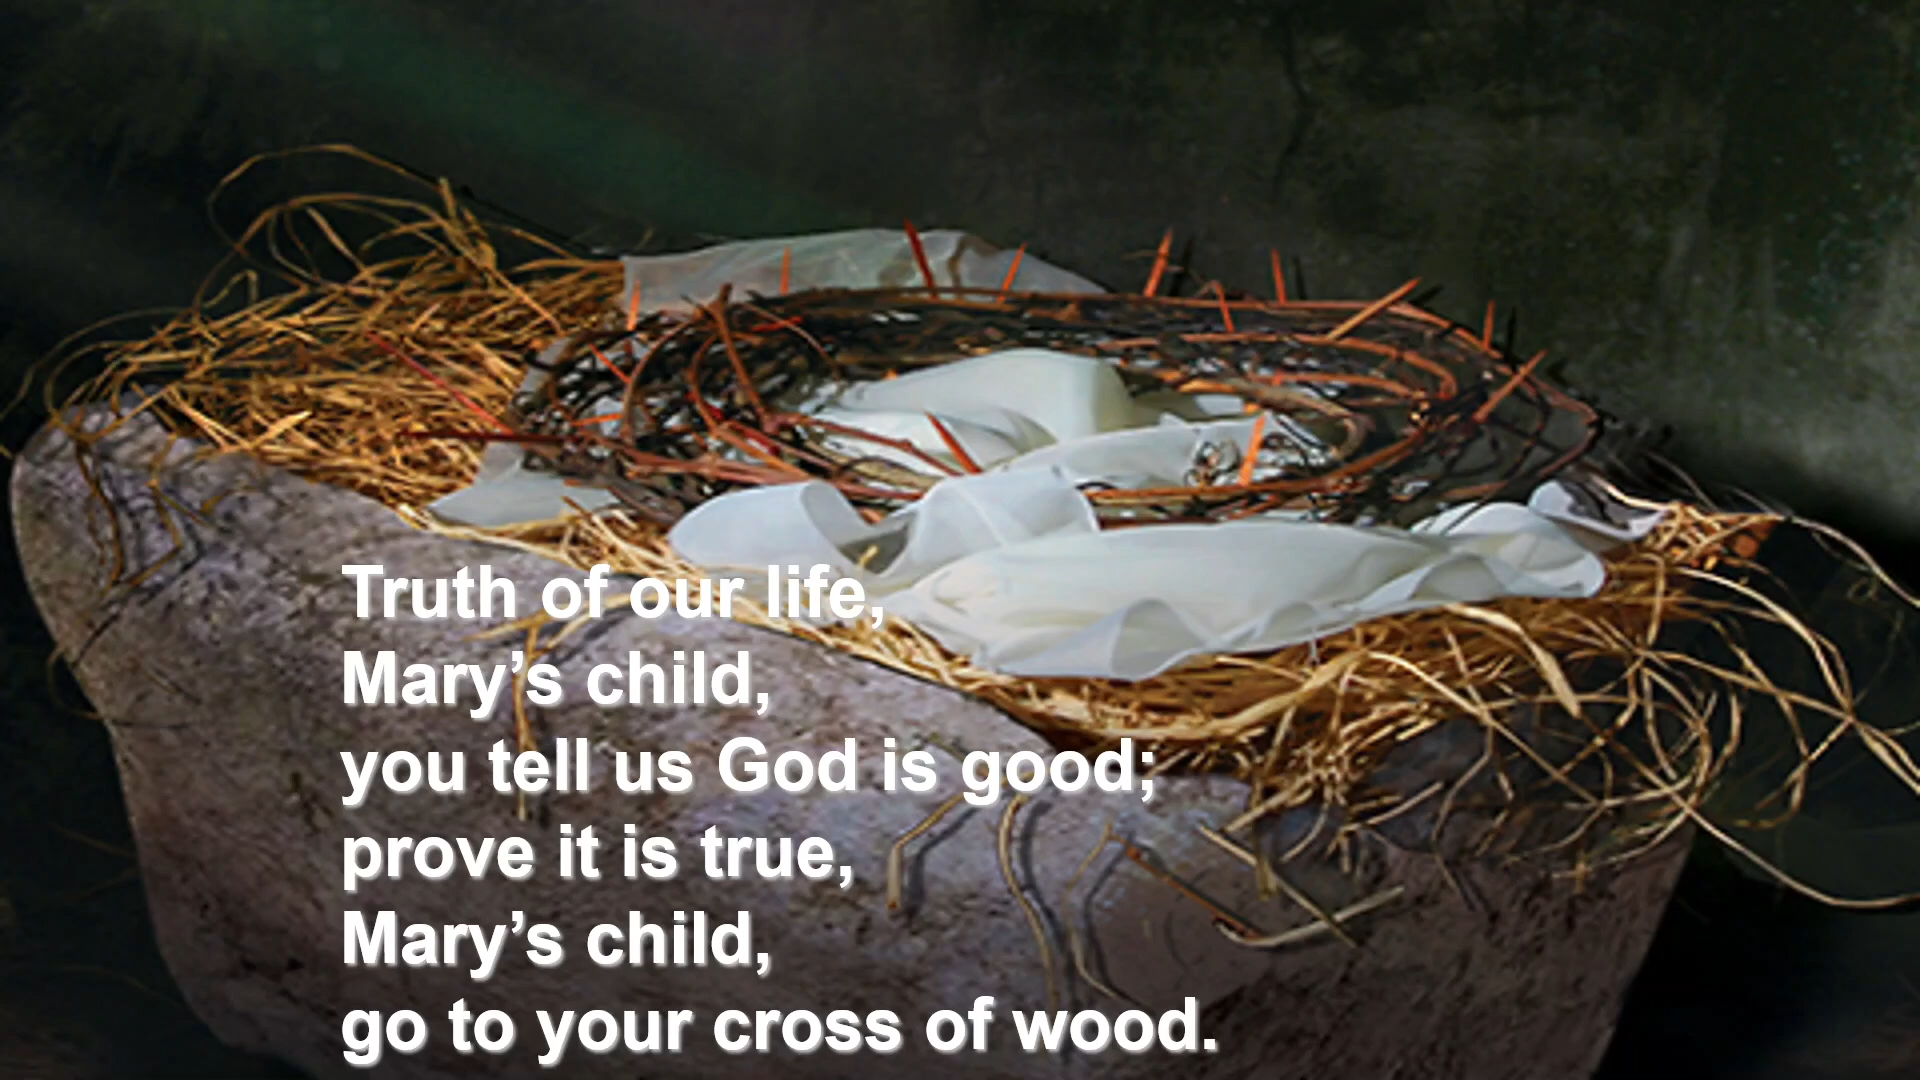 Truth of our life,
Mary’s child,
you tell us God is good;
prove it is true,
Mary’s child,
go to your cross of wood.